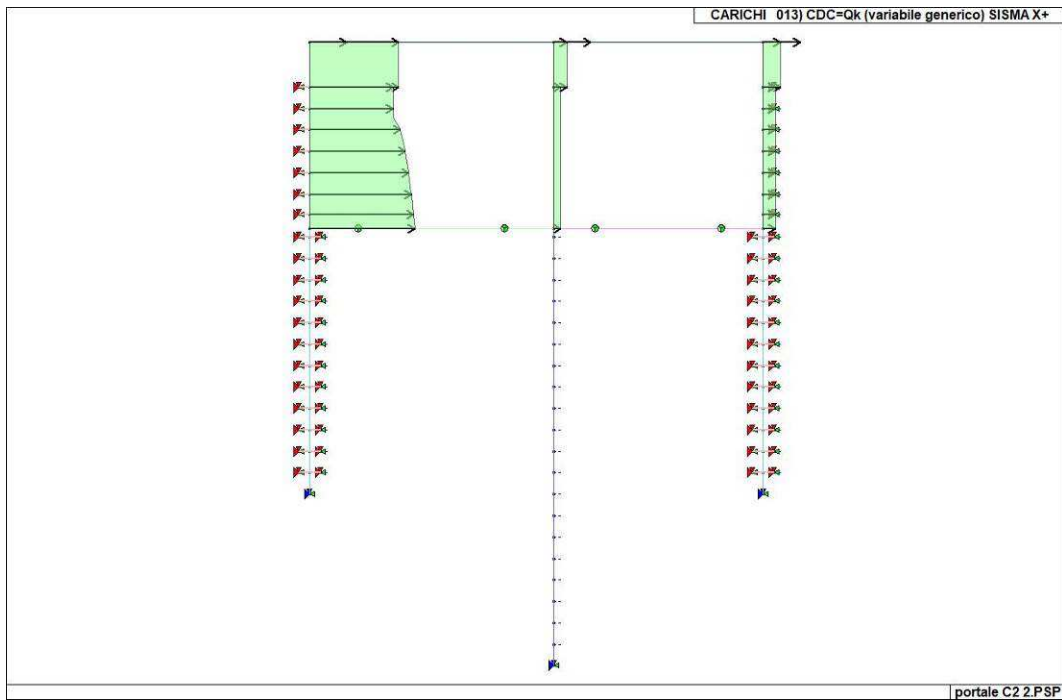 CARICHI 013) CDC=Qk (variabile generico) SISMA X+
portale C2 2.PSP